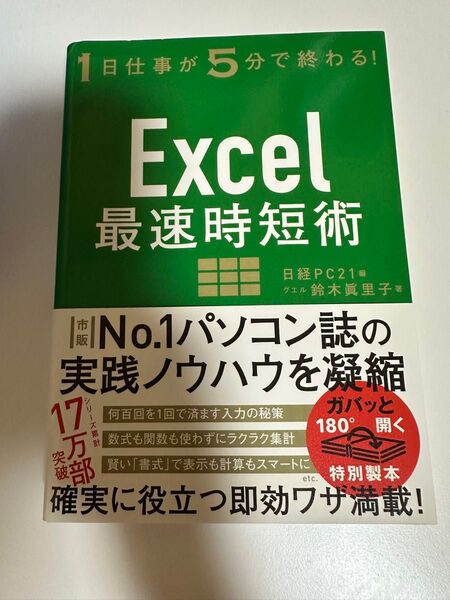 1日仕事が5分で終わる!
Excel
最速時短術
日経PC21編
グエル
鈴木眞里子 著
市販
No.1パソコン誌の
実践ノウハウを凝縮
シリーズ累計
17万部
突破
何百回を1回で済ます入力の秘策
数式も関数も使わずにラクラク集計
賢い「書式」で表示も計算もスマートに
etc.
ガバッと
180°開く
特別製本
確実に役立つ即効ワザ満載!